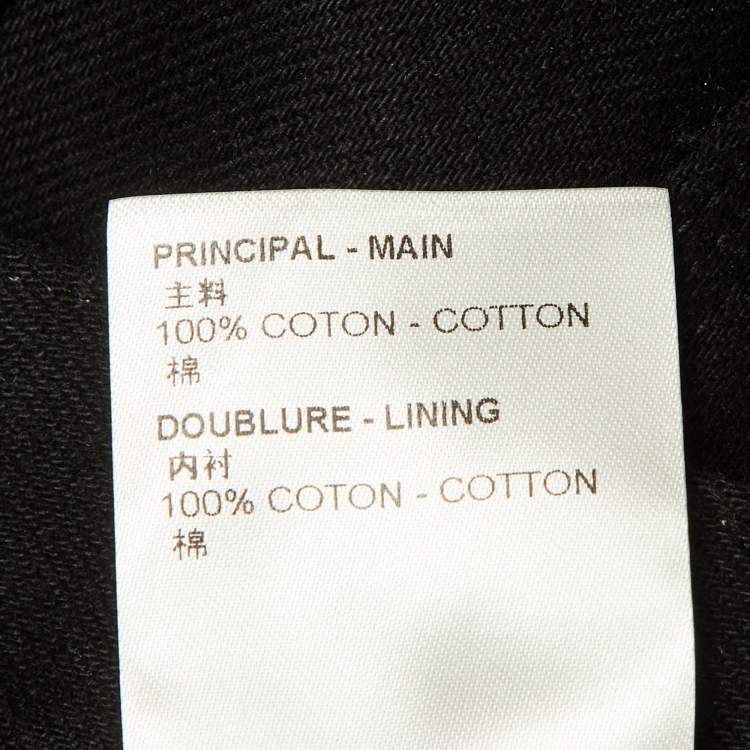 PRINCIPAL - MAIN
主料
100% COTON - COTTON
棉
DOUBLURE - LINING
内衬
100% COTON - COTTON
棉